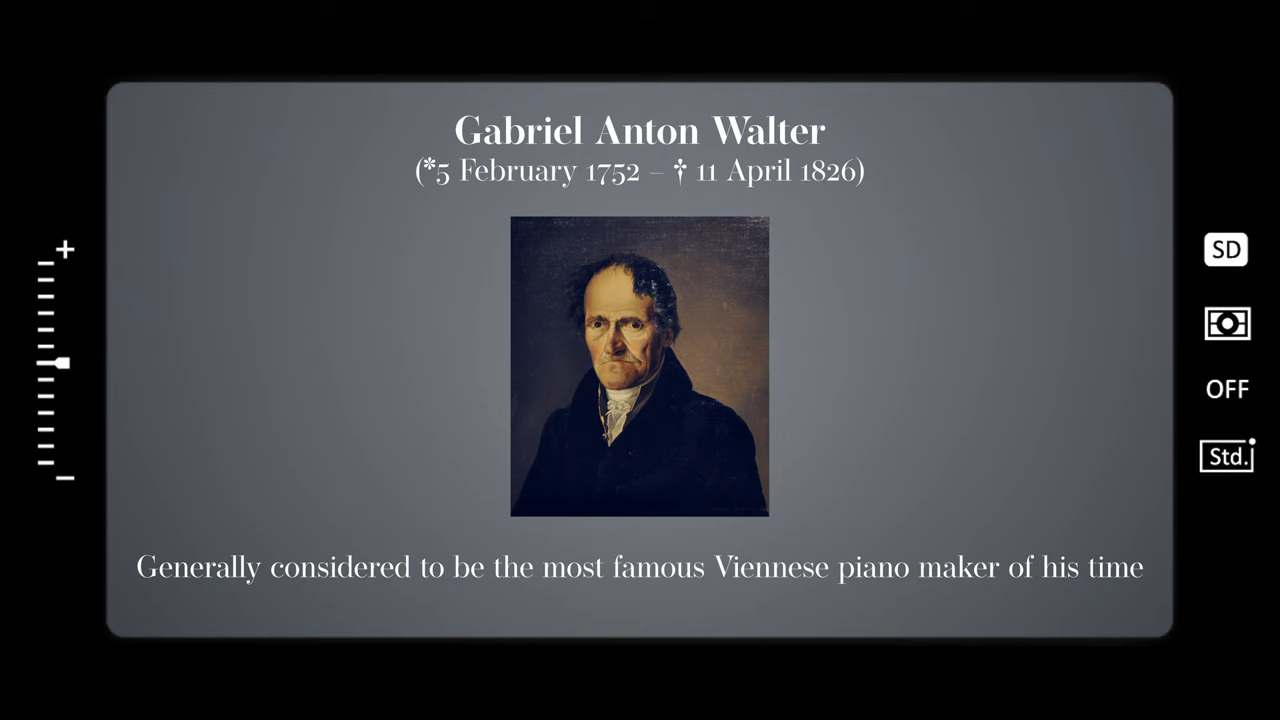 Gabriel Anton Walter
(*5 February 1752 – † 11 April 1826)
+
SD
OFF
Std.
–
Generally considered to be the most famous Viennese piano maker of his time